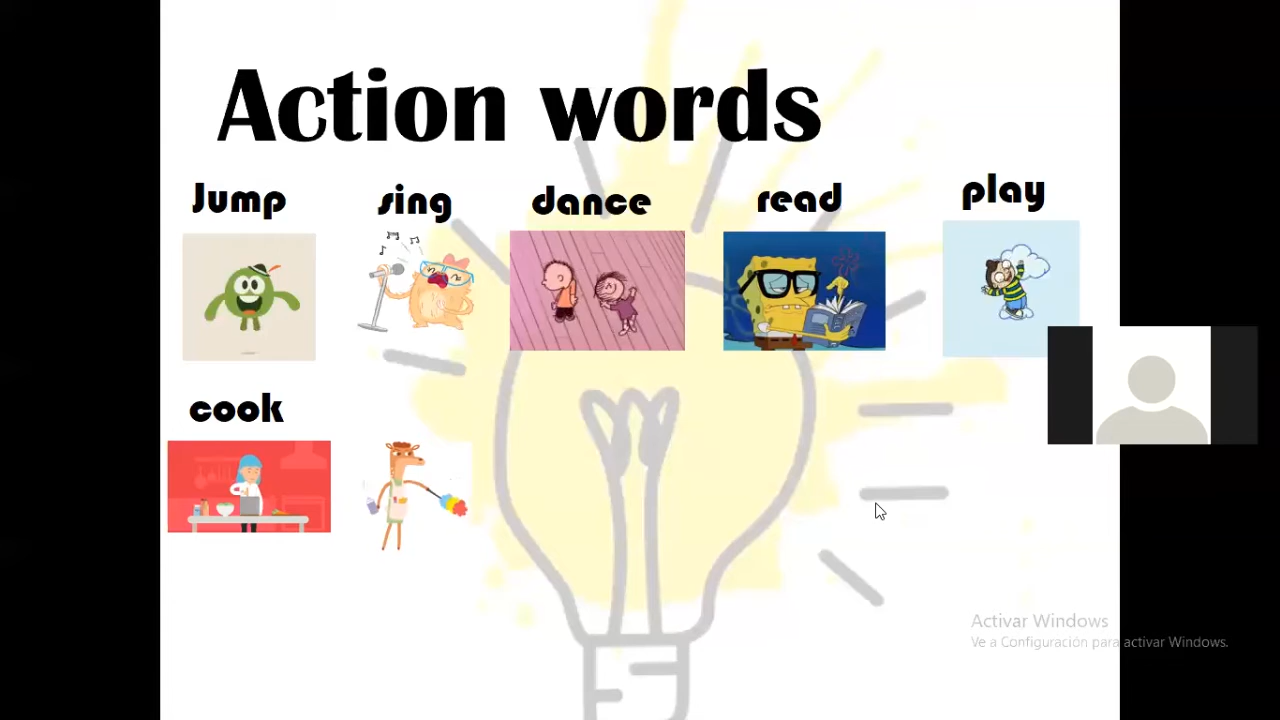 Action words
Jump sing dance read play
cook
Activar Windows
Ve a Configuración para activar Windows.